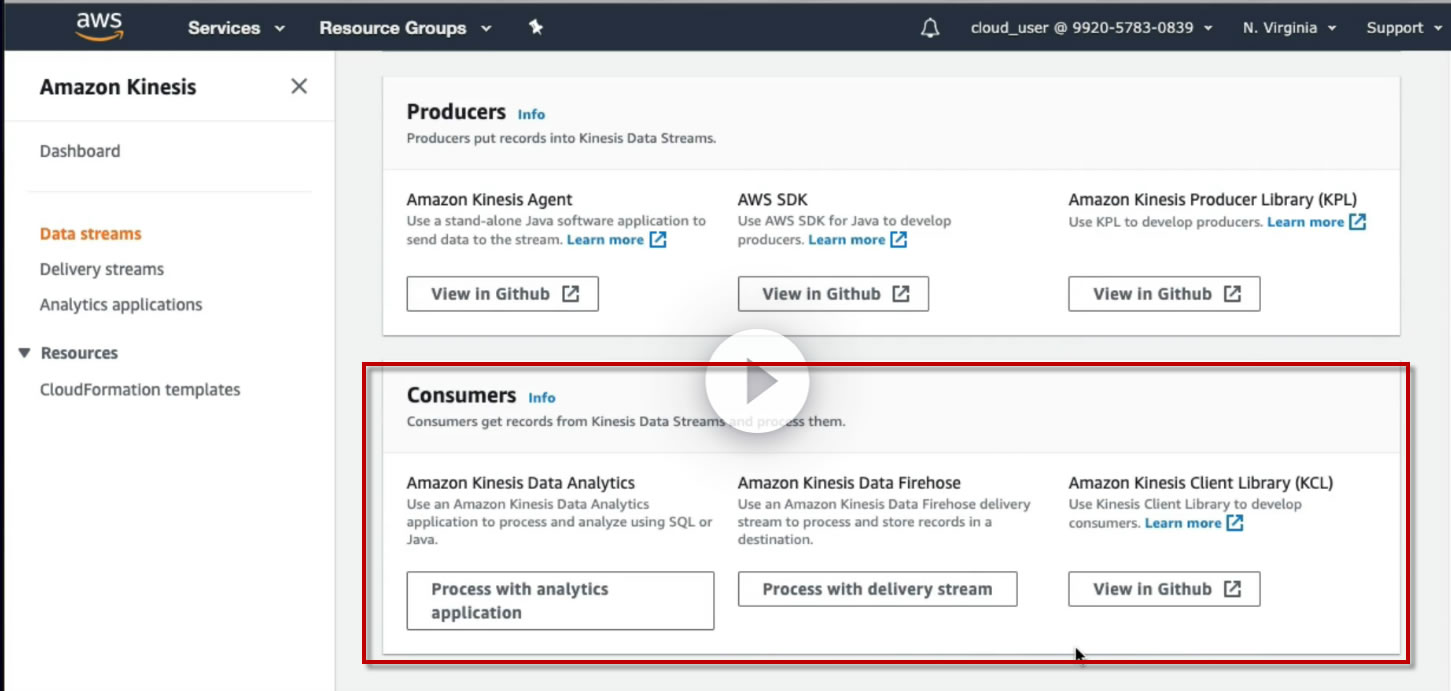 aws Services Resource Groups cloud_user @ 9920-5783-0839 N. Virginia Support
Amazon Kinesis
Dashboard
Data streams
Delivery streams
Analytics applications
Resources
CloudFormation templates
Producers Info
Producers put records into Kinesis Data Streams.
Amazon Kinesis Agent
Use a stand-alone Java software application to
send data to the stream. Learn more
View in Github
AWS SDK
Use AWS SDK for Java to develop
producers. Learn more
View in Github
Amazon Kinesis Producer Library (KPL)
Use KPL to develop producers. Learn more
View in Github
Consumers Info
Consumers get records from Kinesis Data Streams and process them.
Amazon Kinesis Data Analytics
Use an Amazon Kinesis Data Analytics
application to process and analyze using SQL or
Java.
Process with analytics
application
Amazon Kinesis Data Firehose
Use an Amazon Kinesis Data Firehose delivery
stream to process and store records in a
destination.
Process with delivery stream
Amazon Kinesis Client Library (KCL)
Use Kinesis Client Library to develop
consumers. Learn more
View in Github